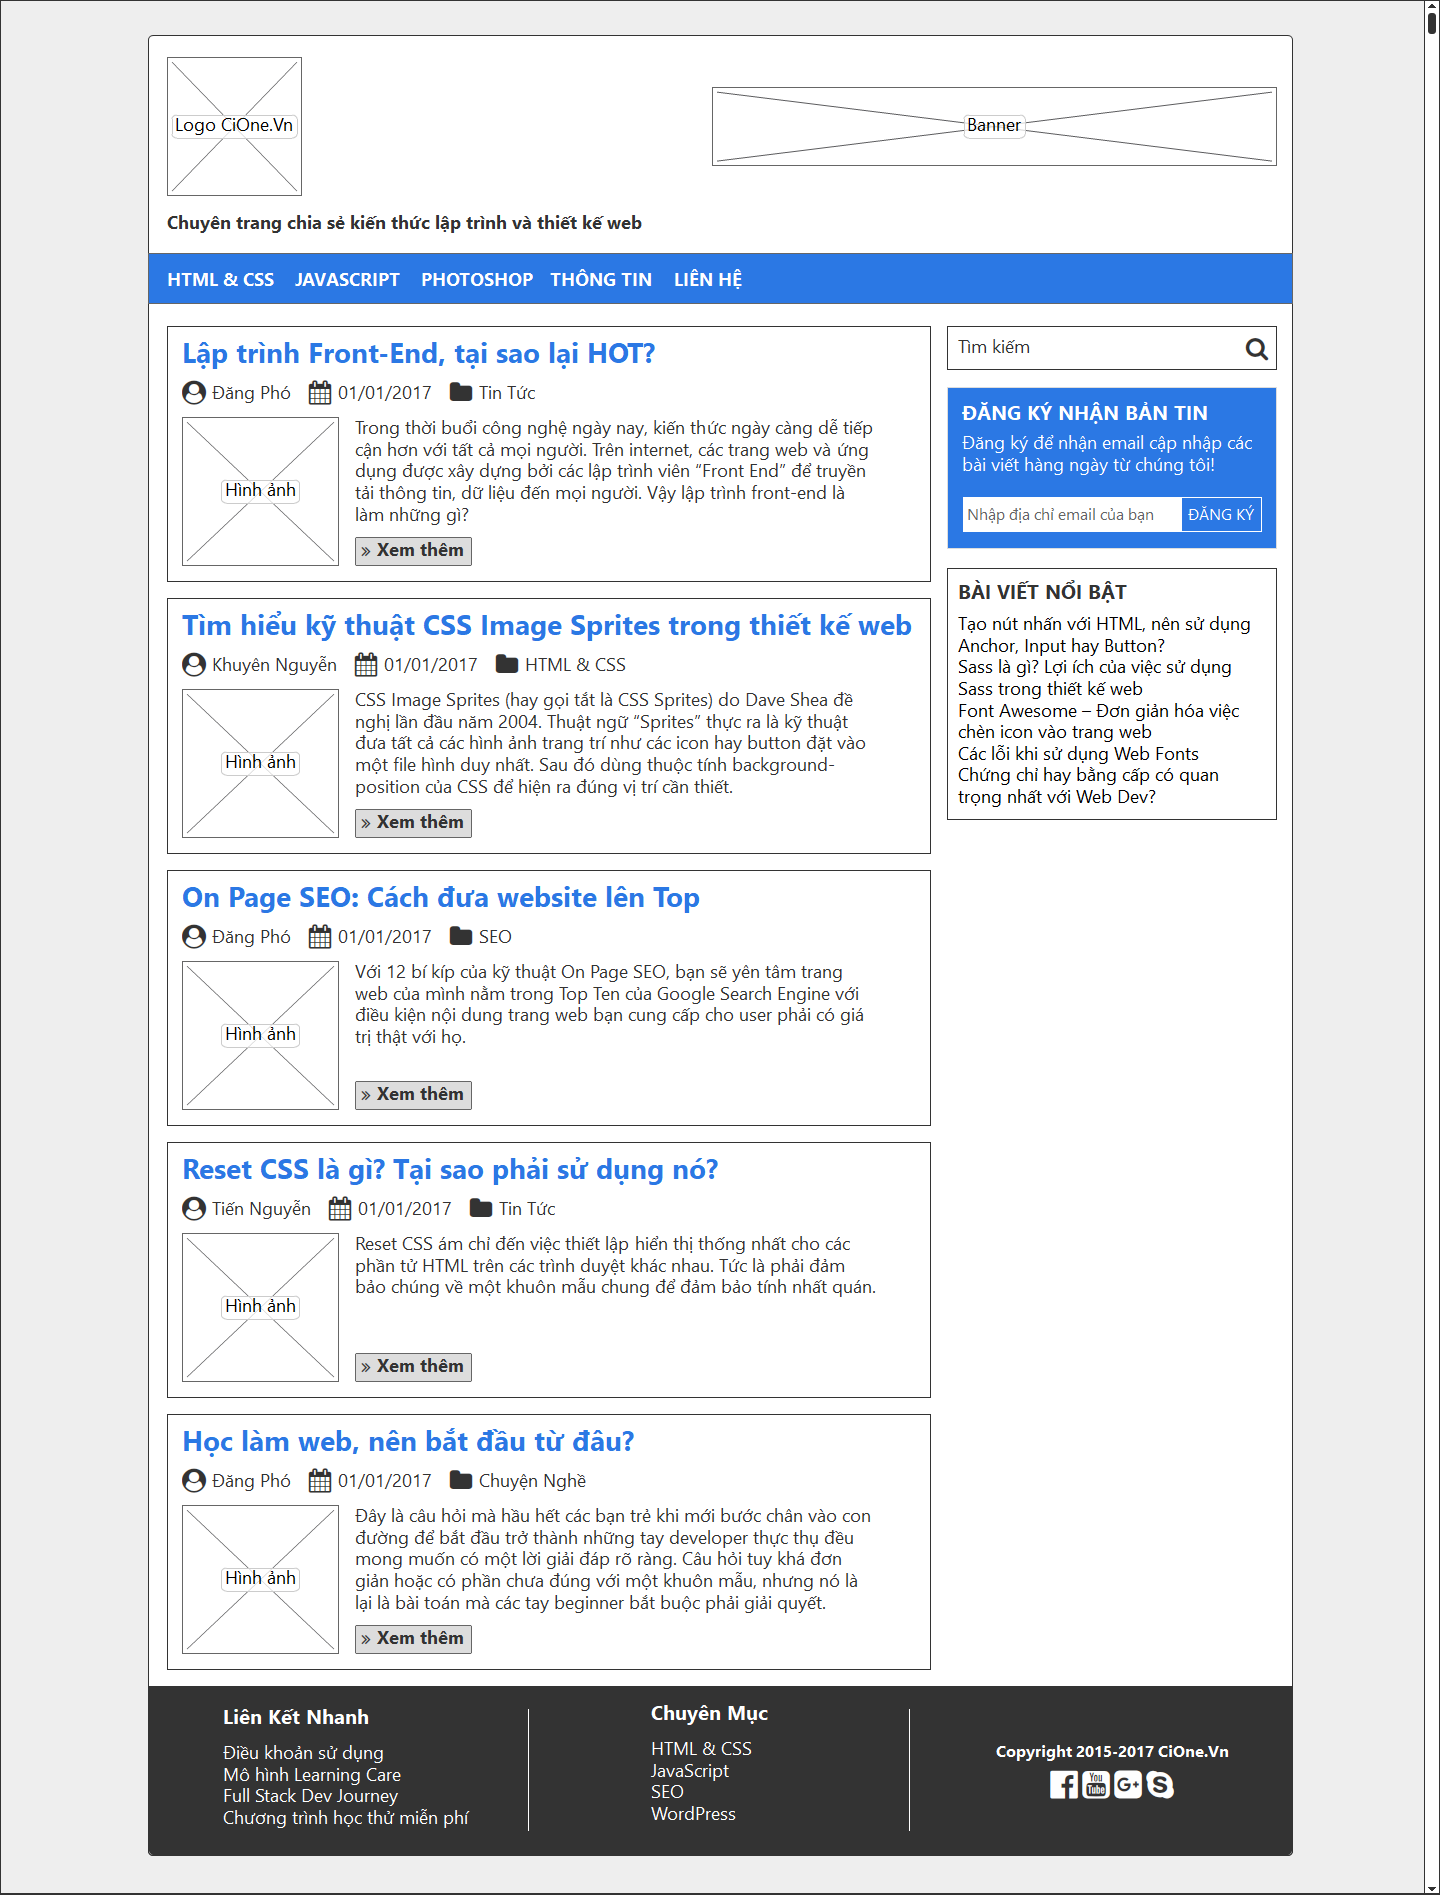 Logo CiOne.Vn
Banner
Chuyên trang chia sẻ kiến thức lập trình và thiết kế web
HTML & CSS JAVASCRIPT PHOTOSHOP THÔNG TIN LIÊN HỆ
Lập trình Front-End, tại sao lại HOT?
Đăng Phó 01/01/2017 Tin Tức
Hình ảnh
Trong thời buổi công nghệ ngày nay, kiến thức ngày càng dễ tiếp
cận hơn với tất cả mọi người. Trên internet, các trang web và ứng
dụng được xây dựng bởi các lập trình viên “Front End” để truyền
tải thông tin, dữ liệu đến mọi người. Vậy lập trình front-end là
làm những gì?
» Xem thêm
Tìm hiểu kỹ thuật CSS Image Sprites trong thiết kế web
Khuyên Nguyễn 01/01/2017 HTML & CSS
Hình ảnh
CSS Image Sprites (hay gọi tắt là CSS Sprites) do Dave Shea đề
nghị lần đầu năm 2004. Thuật ngữ “Sprites” thực ra là kỹ thuật
đưa tất cả các hình ảnh trang trí như các icon hay button đặt vào
một file hình duy nhất. Sau đó dùng thuộc tính background-
position của CSS để hiện ra đúng vị trí cần thiết.
» Xem thêm
On Page SEO: Cách đưa website lên Top
Đăng Phó 01/01/2017 SEO
Hình ảnh
Với 12 bí kíp của kỹ thuật On Page SEO, bạn sẽ yên tâm trang
web của mình nằm trong Top Ten của Google Search Engine với
điều kiện nội dung trang web bạn cung cấp cho user phải có giá
trị thật với họ.
» Xem thêm
Reset CSS là gì? Tại sao phải sử dụng nó?
Tiến Nguyễn 01/01/2017 Tin Tức
Hình ảnh
Reset CSS ám chỉ đến việc thiết lập hiển thị thống nhất cho các
phần tử HTML trên các trình duyệt khác nhau. Tức là phải đảm
bảo chúng về một khuôn mẫu chung để đảm bảo tính nhất quán.
» Xem thêm
Học làm web, nên bắt đầu từ đâu?
Đăng Phó 01/01/2017 Chuyện Nghề
Hình ảnh
Đây là câu hỏi mà hầu hết các bạn trẻ khi mới bước chân vào con
đường để bắt đầu trở thành những tay developer thực thụ đều
mong muốn có một lời giải đáp rõ ràng. Câu hỏi tuy khá đơn
giản hoặc có phần chưa đúng với một khuôn mẫu, nhưng nó là
lại là bài toán mà các tay beginner bắt buộc phải giải quyết.
» Xem thêm
Tìm kiếm
ĐĂNG KÝ NHẬN BẢN TIN
Đăng ký để nhận email cập nhập các
bài viết hàng ngày từ chúng tôi!
Nhập địa chỉ email của bạn ĐĂNG KÝ
BÀI VIẾT NỔI BẬT
Tạo nút nhấn với HTML, nên sử dụng
Anchor, Input hay Button?
Sass là gì? Lợi ích của việc sử dụng
Sass trong thiết kế web
Font Awesome – Đơn giản hóa việc
chèn icon vào trang web
Các lỗi khi sử dụng Web Fonts
Chứng chỉ hay bằng cấp có quan
trọng nhất với Web Dev?
Liên Kết Nhanh
Điều khoản sử dụng
Mô hình Learning Care
Full Stack Dev Journey
Chương trình học thử miễn phí
Chuyên Mục
HTML & CSS
JavaScript
SEO
WordPress
Copyright 2015-2017 CiOne.Vn
You
Tube
G+